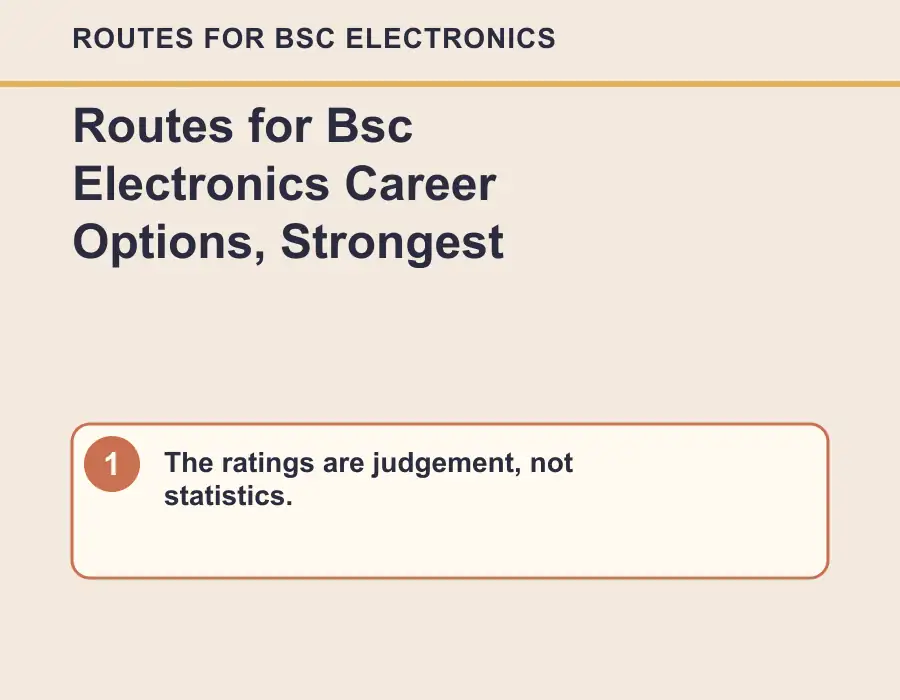 ROUTES FOR BSC ELECTRONICS
Routes for Bsc
Electronics Career
Options, Strongest
1
The ratings are judgement, not
statistics.